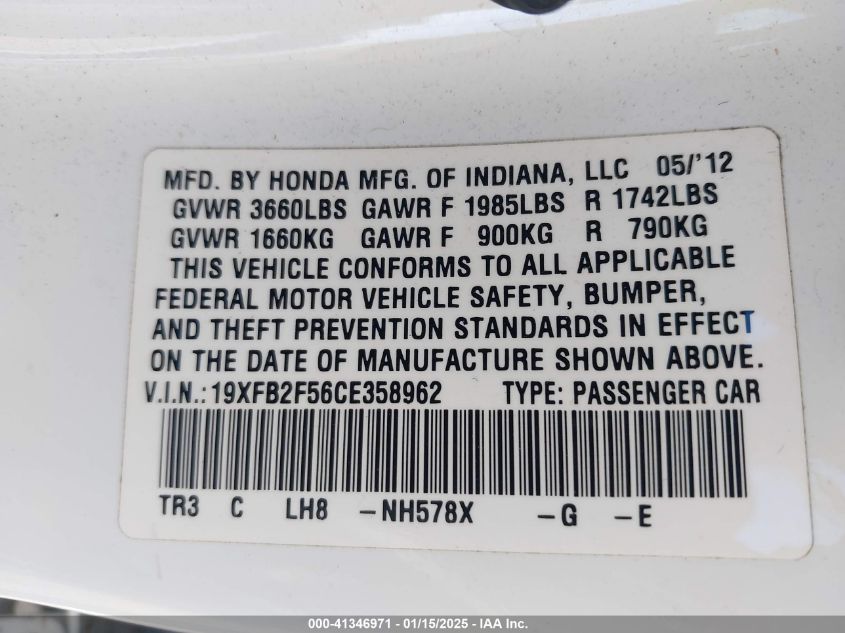 MFD. BY HONDA MFG. OF INDIANA, LLC 05/'12
GVWR 3660LBS GAWR F 1985LBS R 1742LBS
GVWR 1660KG GAWR F 900KG R 790KG
THIS VEHICLE CONFORMS TO ALL APPLICABLE
FEDERAL MOTOR VEHICLE SAFETY, BUMPER,
AND THEFT PREVENTION STANDARDS IN EFFECT
ON THE DATE OF MANUFACTURE SHOWN ABOVE.
V.I.N.: 19XFB2F56CE358962 TYPE: PASSENGER CAR
TR3 C LH8 -NH578X -G -E
000-41346971 - 01/15/2025 - IAA Inc.